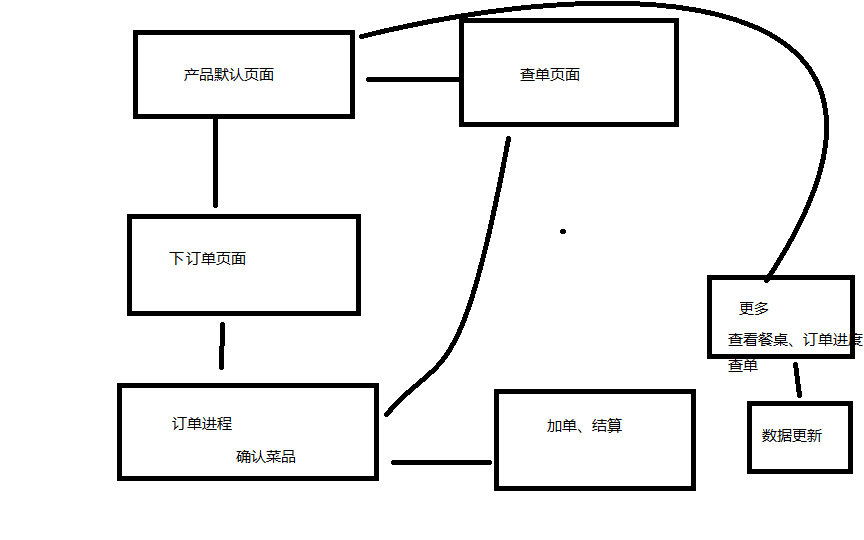 产品默认页面
查单页面
下订单页面
更多
查看餐桌、订单进度
查单
订单进程
确认菜品
加单、结算
数据更新